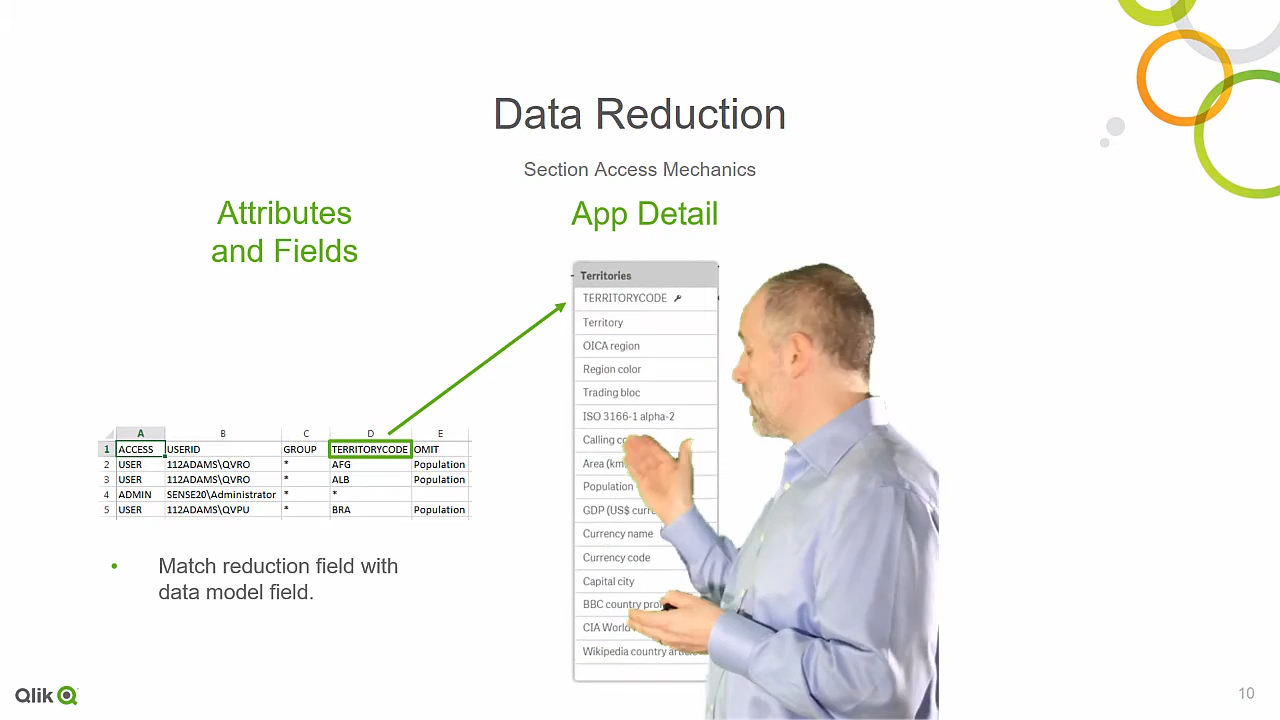 Data Reduction
Section Access Mechanics
Attributes
and Fields
App Detail
Territories
TERRITORYCODE
Territory
OICA region
Region color
Trading bloc
ISO 3166-1 alpha-2
Calling
Area (km
Population
GDP (US$
Currency name
Currency code
Capital city
BBC country
CIA World
Wikipedia country
A B C D E
1 ACCESS USERID GROUP TERRITORYCODE OMIT
2 USER 112ADAMS\QVRO * AFG Population
3 USER 112ADAMS\QVRO * ALB Population
4 ADMIN SENSE20\Administrator * *
5 USER 112ADAMS\QVPU * BRA Population
• Match reduction field with
data model field.
Qlik
10